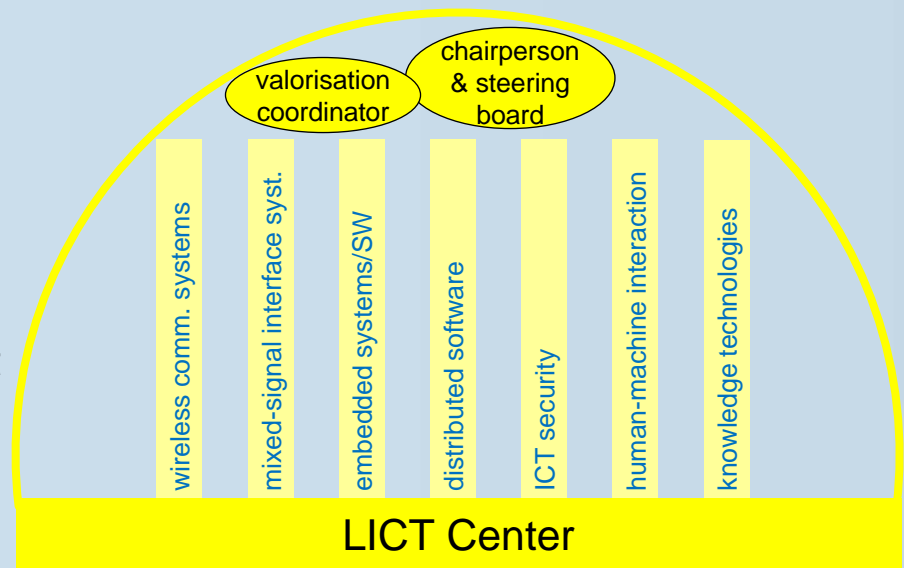 chairperson
& steering
board
valorisation
coordinator
wireless comm. systems
mixed-signal interface syst.
embedded systems/SW
distributed software
ICT security
human-machine interaction
knowledge technologies
LICT Center